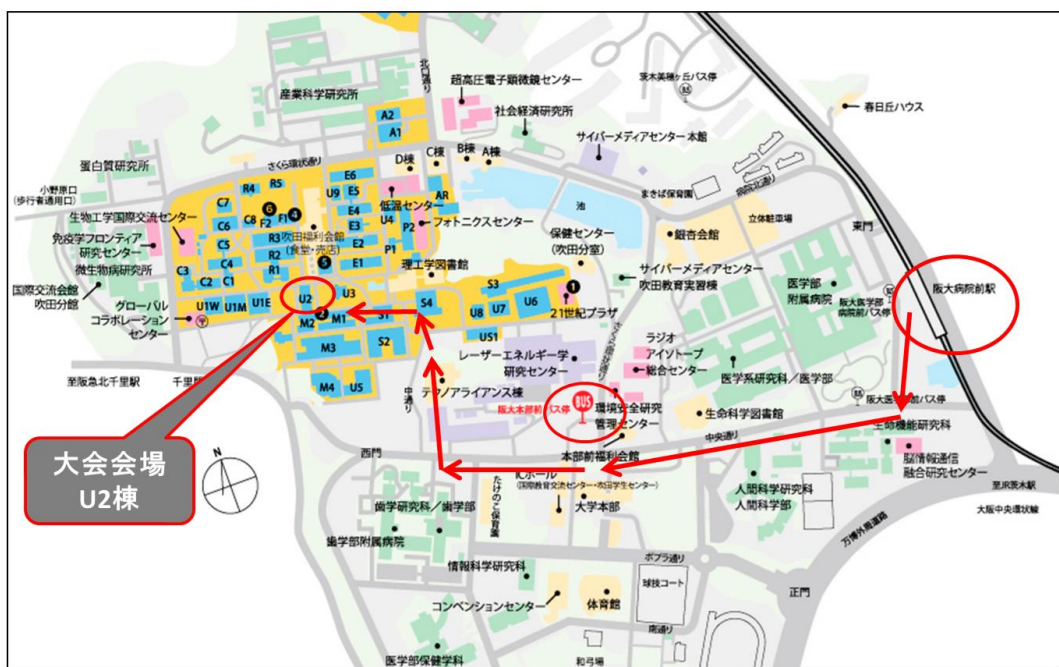 北口通り
超高圧電子顕微鏡センター
茨木美穂ヶ丘バス停
産業科学研究所
社会経済研究所
春日丘ハウス
A2
A1
サイバーメディアセンター 本館
蛋白質研究所
さくら環状通り
D棟
C棟
B棟
A棟
小野原口
(歩行者通用口)
R4
R5
E6
U9
E5
低温センター
AR
まきば保育園
病院北通り
生物工学国際交流センター
C7
C8
F2
F1
6
4
E4
U4
P2
フォトニクスセンター
池
立体駐車場
東門
C6
吹田福利会館
(食堂・売店)
E3
保健センター
(吹田分室)
銀杏会館
免疫学フロンティア
研究センター
C5
R3
E2
P1
微生物病研究所
C3
C4
R2
5
E1
理工学図書館
サイバーメディアセンター
吹田教育実習棟
医学部
附属病院
阪大病院前駅
国際交流会館
吹田分館
C2
C1
R1
S3
1
阪大医学部
病院前バス停
グローバル
コラボレーション
センター
U1W
U1M
U1E
U2
U3
S4
U8
U7
U6
21世紀プラザ
2
M2
M1
S1
US1
ラジオ
アイソトープ
総合センター
M3
S2
レーザーエネルギー学
研究センター
医学系研究科／医学部
至阪急北千里駅
千里門
M4
U5
中通り
テクノアライアンス棟
阪大本部前バス停
BUS
環境安全研究
管理センター
生命科学図書館
阪大医学部前バス停
大会会場
U2棟
西門
本部前福利会館
中央通り
生命機能研究科
脳情報通信
融合研究センター
ICホール
(国際教育交流センター・吹田学生センター)
大学本部
人間科学研究科
人間科学部
至JR茨木駅
大阪中央環状線
歯学研究科／歯学部
たけのこ保育園
歯学部附属病院
万博外周道路
情報科学研究科
ポプラ通り
球技コート
コンベンションセンター
体育館
正門
南通り
医学部保健学科
和弓場